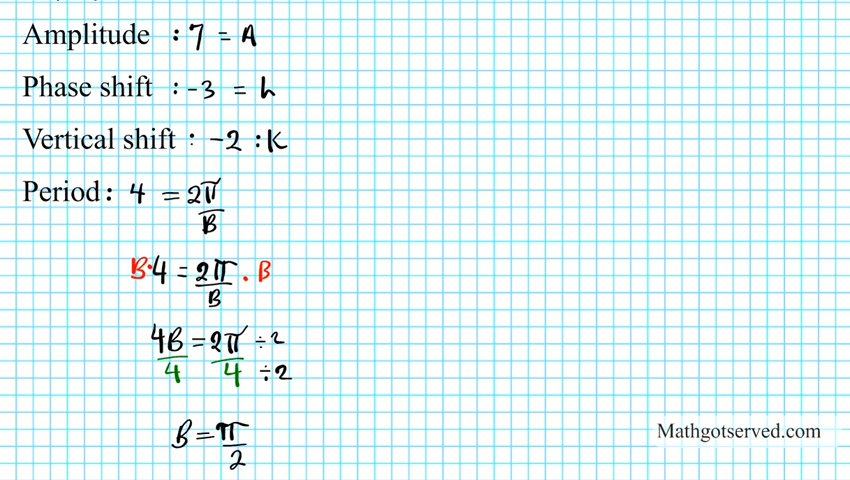 Amplitude : 7 = A
Phase shift : -3 = h
Vertical shift : -2 : K
Period : 4 = 2π/B
B·4 = 2π/B · B
4B/4 = 2π/4 ÷2 ÷2
B = π/2
Mathgotserved.com